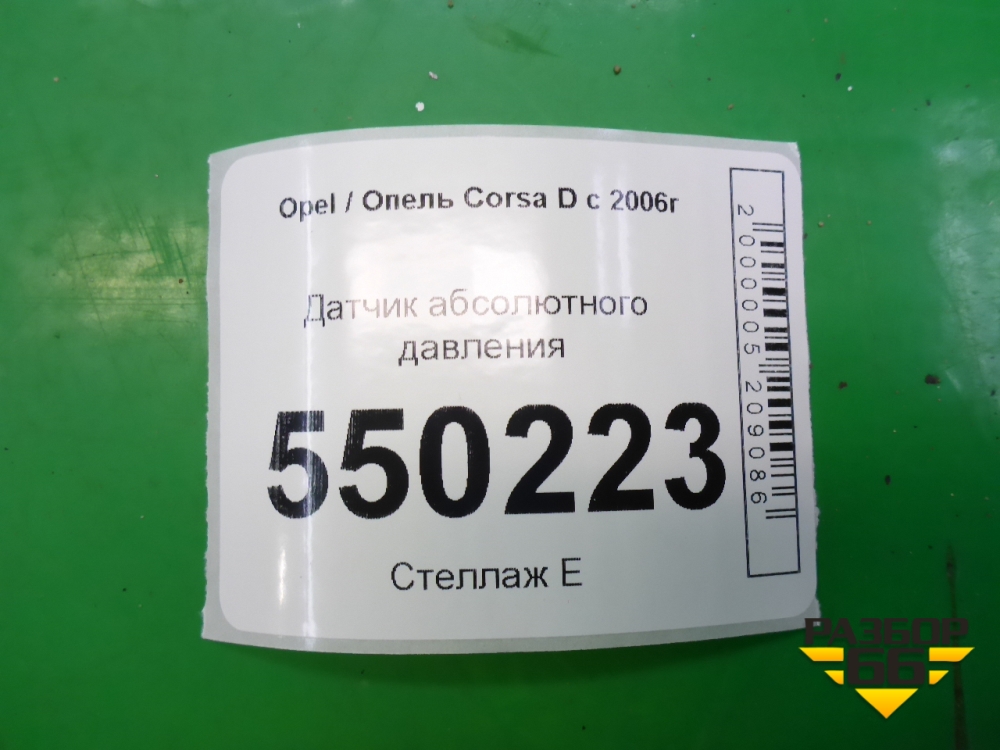 Opel / Опель Corsa D с 2006г
Датчик абсолютного
давления
550223
Стеллаж Е
2000005209086
РАЗБОР
66